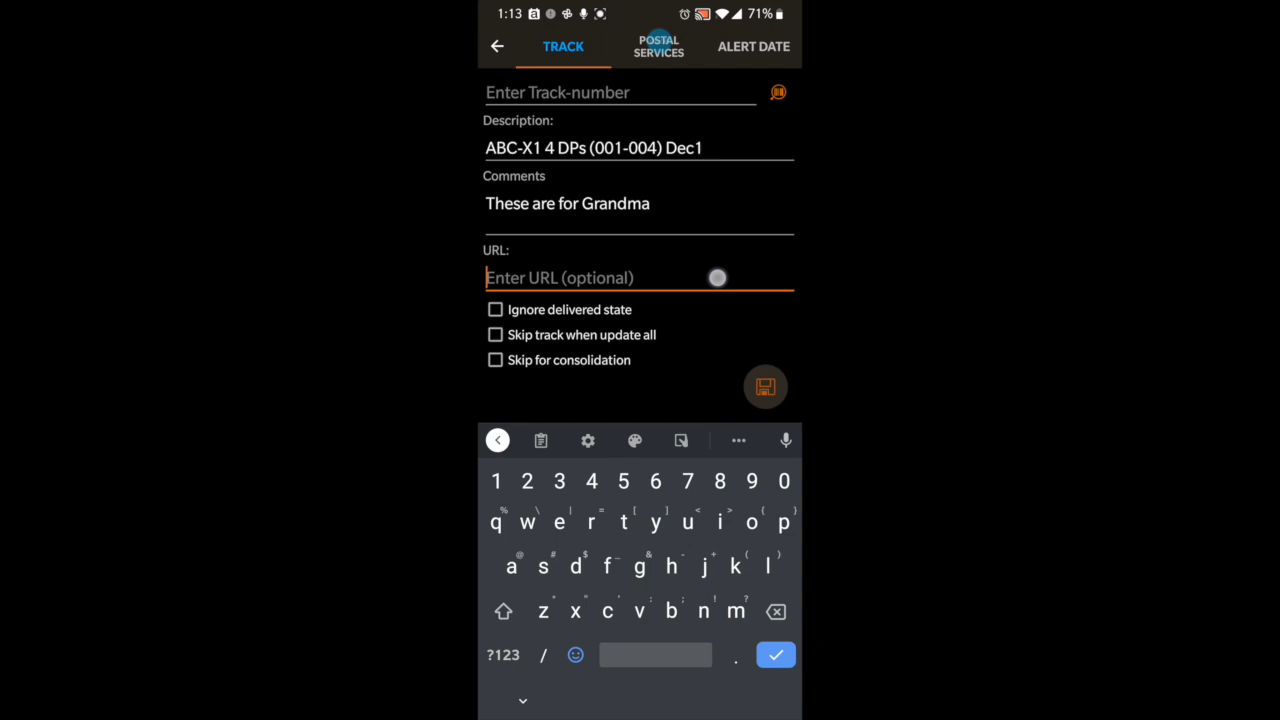 1:13 71%
TRACK POSTAL SERVICES ALERT DATE
Enter Track-number
Description:
ABC-X1 4 DPs (001-004) Dec1
Comments
These are for Grandma
URL:
Enter URL (optional)
Ignore delivered state
Skip track when update all
Skip for consolidation
1 2 3 4 5 6 7 8 9 0
% \ | = [ ] < > { }
q w e r t y u i o p
@ # $ _ & - + ( )
a s d f g h j k l
* " ' : ; ! ?
z x c v b n m
?123 / .